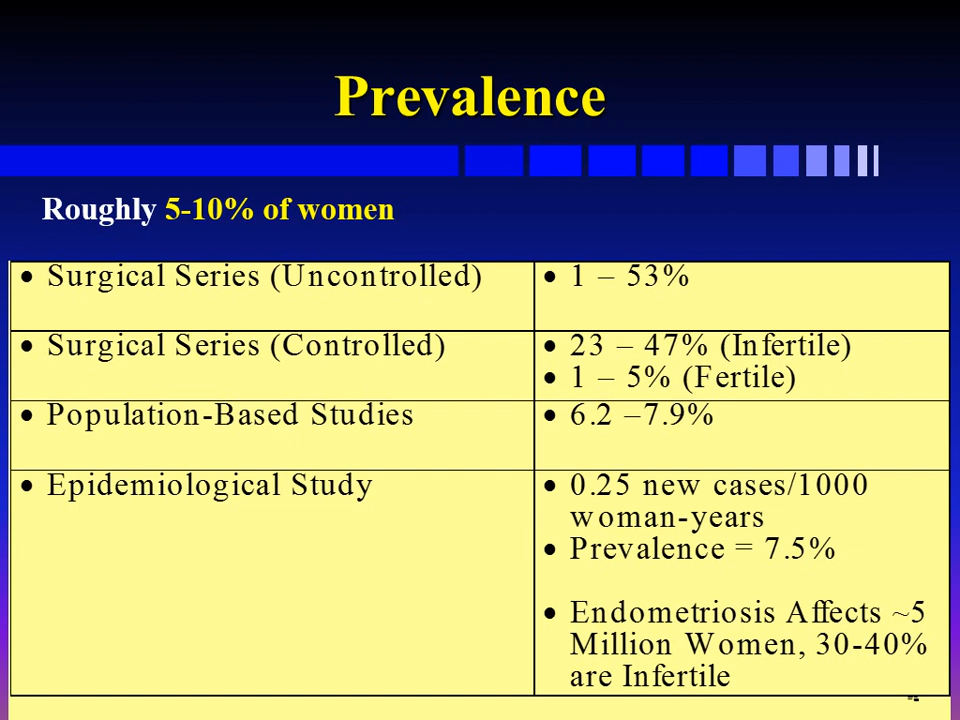 Prevalence
Roughly 5-10% of women
• Surgical Series (Uncontrolled)
• 1 – 53%
• Surgical Series (Controlled)
• 23 – 47% (Infertile)
• 1 – 5% (Fertile)
• Population-Based Studies
• 6.2 –7.9%
• Epidemiological Study
• 0.25 new cases/1000
woman-years
• Prevalence = 7.5%
• Endometriosis Affects ~5
Million Women, 30-40%
are Infertile